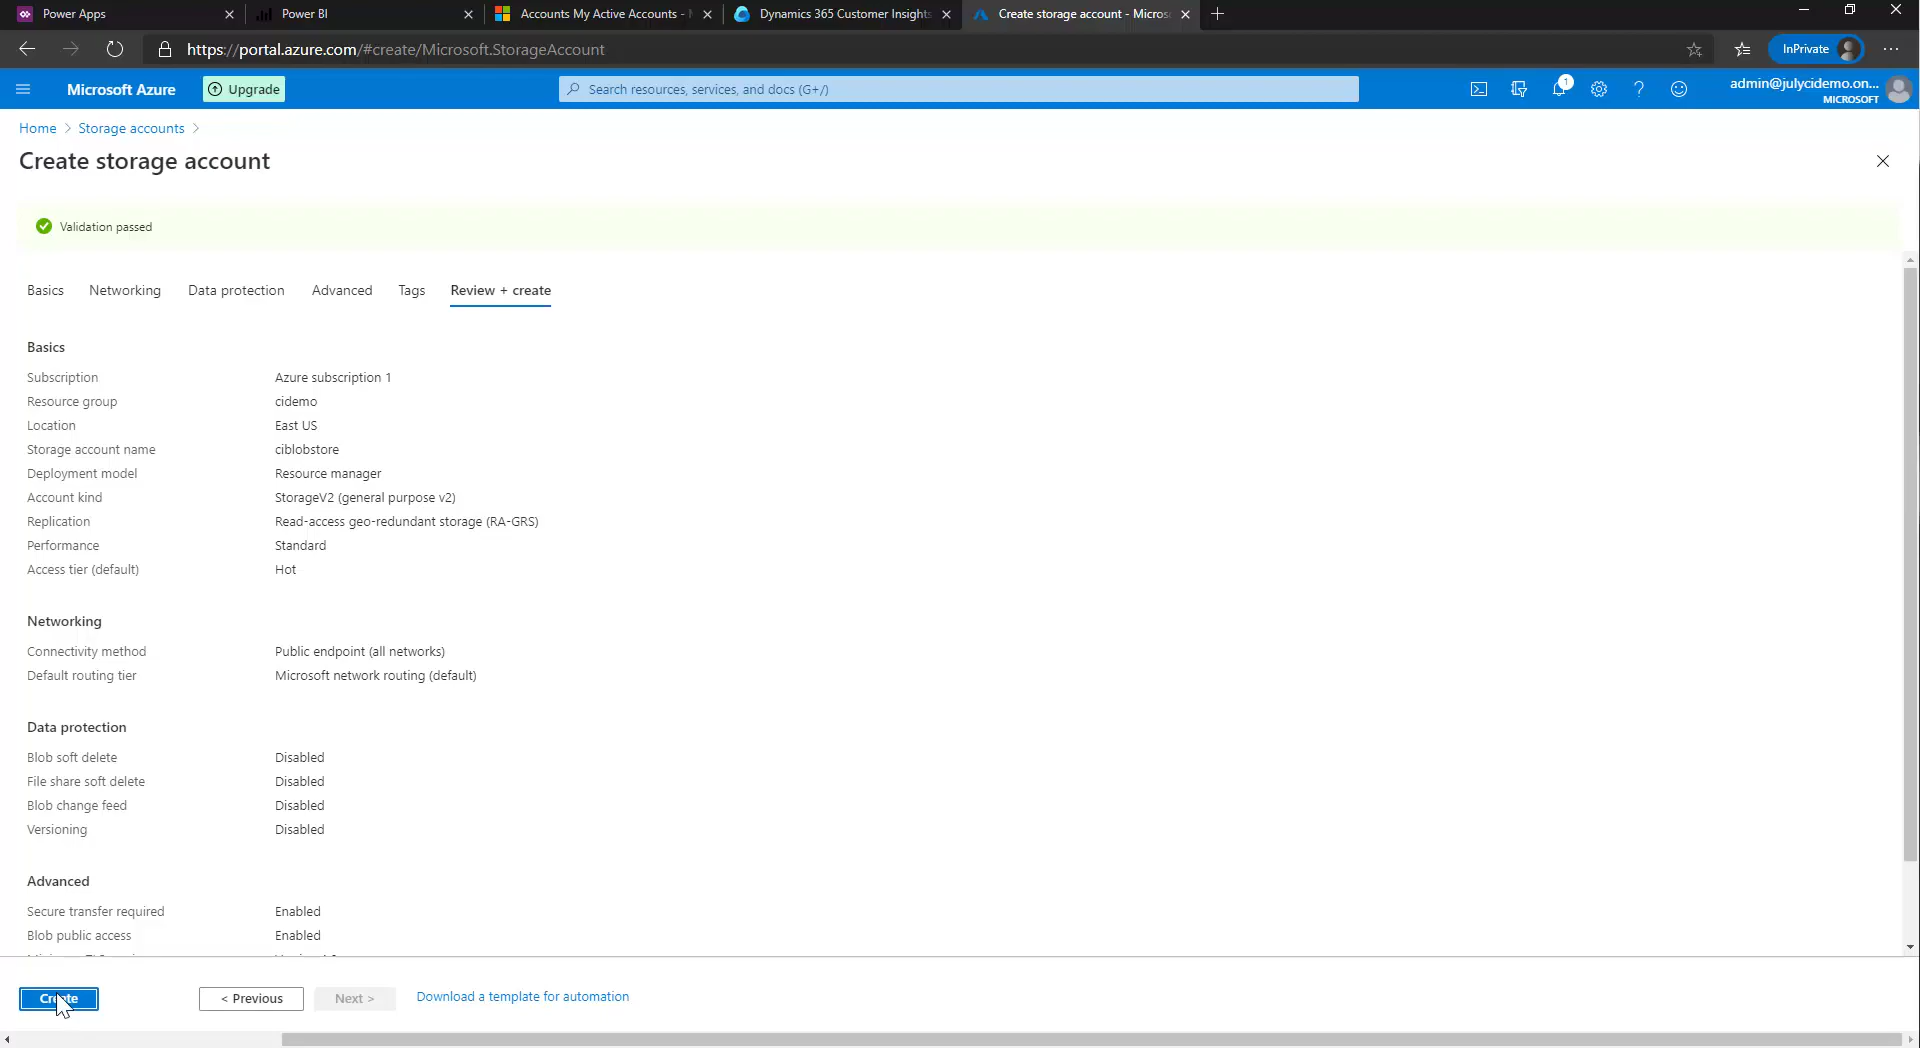 Power Apps
Power BI
Accounts My Active Accounts -
Dynamics 365 Customer Insights
Create storage account - Micros
https://portal.azure.com/#create/Microsoft.StorageAccount
InPrivate
Microsoft Azure
Upgrade
Search resources, services, and docs (G+/)
1
admin@julycidemo.on...
MICROSOFT
Home > Storage accounts >
Create storage account
Validation passed
Basics Networking Data protection Advanced Tags Review + create
Basics
Subscription Azure subscription 1
Resource group cidemo
Location East US
Storage account name ciblobstore
Deployment model Resource manager
Account kind StorageV2 (general purpose v2)
Replication Read-access geo-redundant storage (RA-GRS)
Performance Standard
Access tier (default) Hot
Networking
Connectivity method Public endpoint (all networks)
Default routing tier Microsoft network routing (default)
Data protection
Blob soft delete Disabled
File share soft delete Disabled
Blob change feed Disabled
Versioning Disabled
Advanced
Secure transfer required Enabled
Blob public access Enabled
Create
< Previous
Next >
Download a template for automation